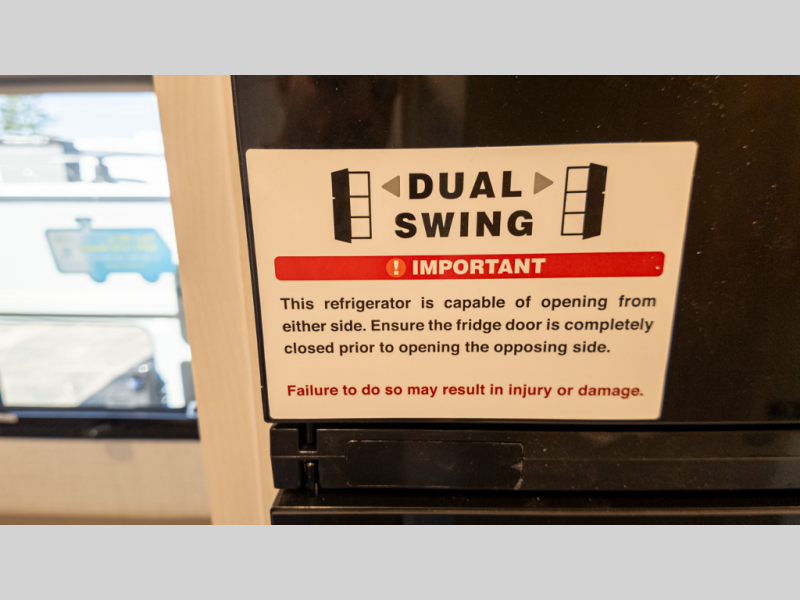 DUAL
SWING
! IMPORTANT
This refrigerator is capable of opening from
either side. Ensure the fridge door is completely
closed prior to opening the opposing side.
Failure to do so may result in injury or damage.